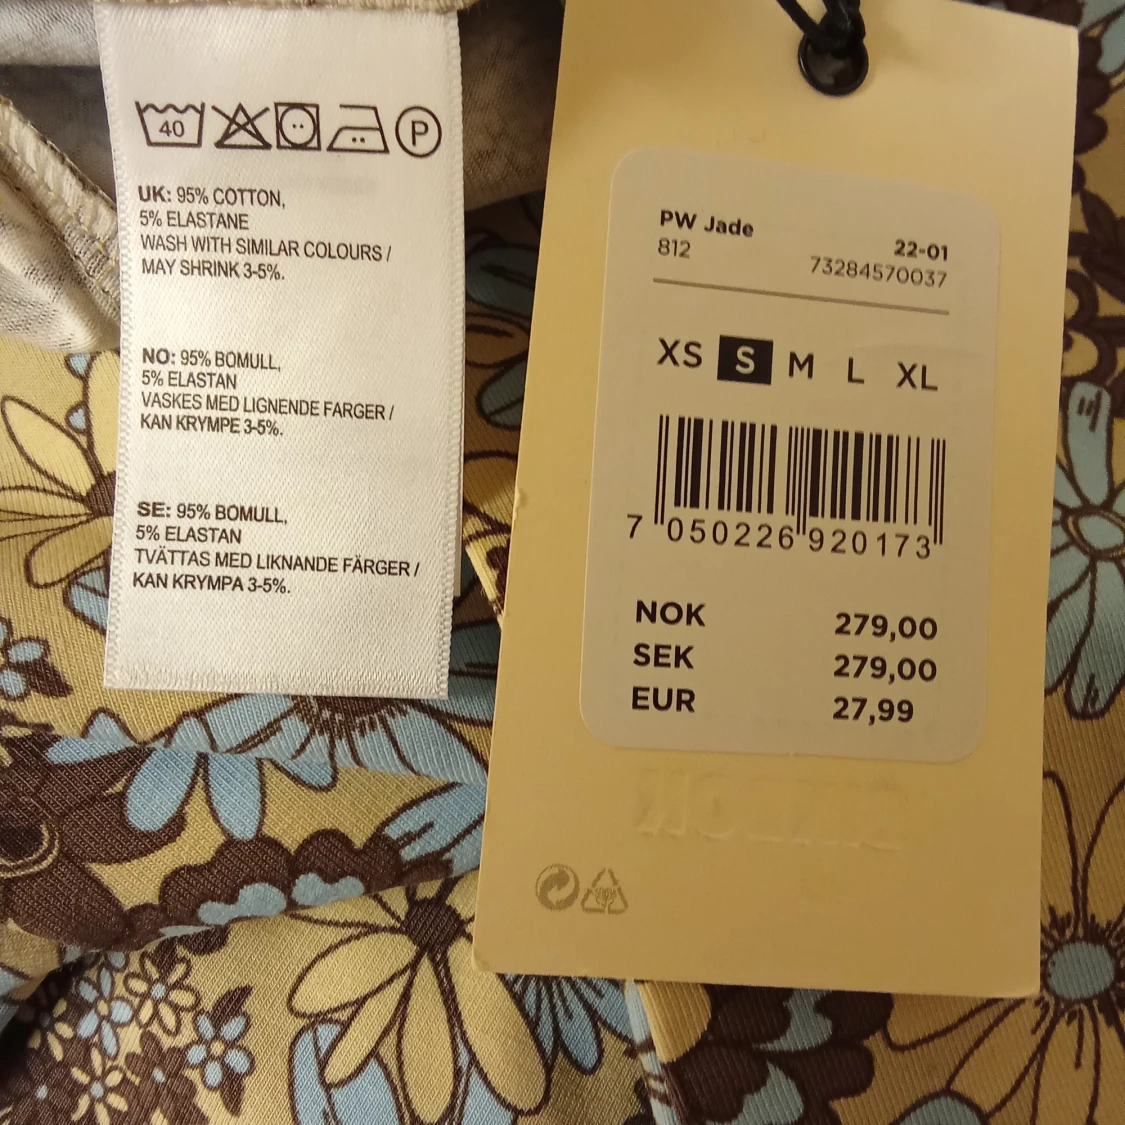 40
P
UK: 95% COTTON,
5% ELASTANE
WASH WITH SIMILAR COLOURS /
MAY SHRINK 3-5%.
NO: 95% BOMULL,
5% ELASTAN
VASKES MED LIGNENDE FARGER /
KAN KRYMPE 3-5%.
SE: 95% BOMULL,
5% ELASTAN
TVÄTTAS MED LIKNANDE FÄRGER /
KAN KRYMPA 3-5%.
PW Jade 22-01
812 73284570037
XS S M L XL
7 050226 920173
NOK 279,00
SEK 279,00
EUR 27,99